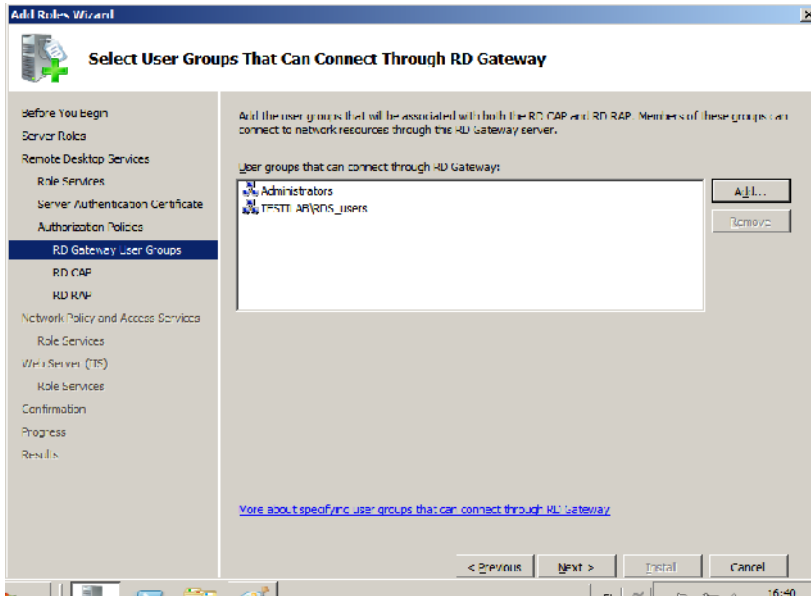 Add Roles Wizard
Select User Groups That Can Connect Through RD Gateway
Before You Begin
Server Roles
Remote Desktop Services
Role Services
Server Authentication Certificate
Authorization Policies
RD Gateway User Groups
RD CAP
RD RAP
Network Policy and Access Services
Role Services
Web Server (IIS)
Role Services
Confirmation
Progress
Results
Add the user groups that will be associated with both the RD CAP and RD RAP. Members of these groups can
connect to network resources through this RD Gateway server.
User groups that can connect through RD Gateway:
Administrators
TESTLAB\RDS_users
Add...
Remove
More about specifying user groups that can connect through RD Gateway
< Previous
Next >
Install
Cancel
16:40